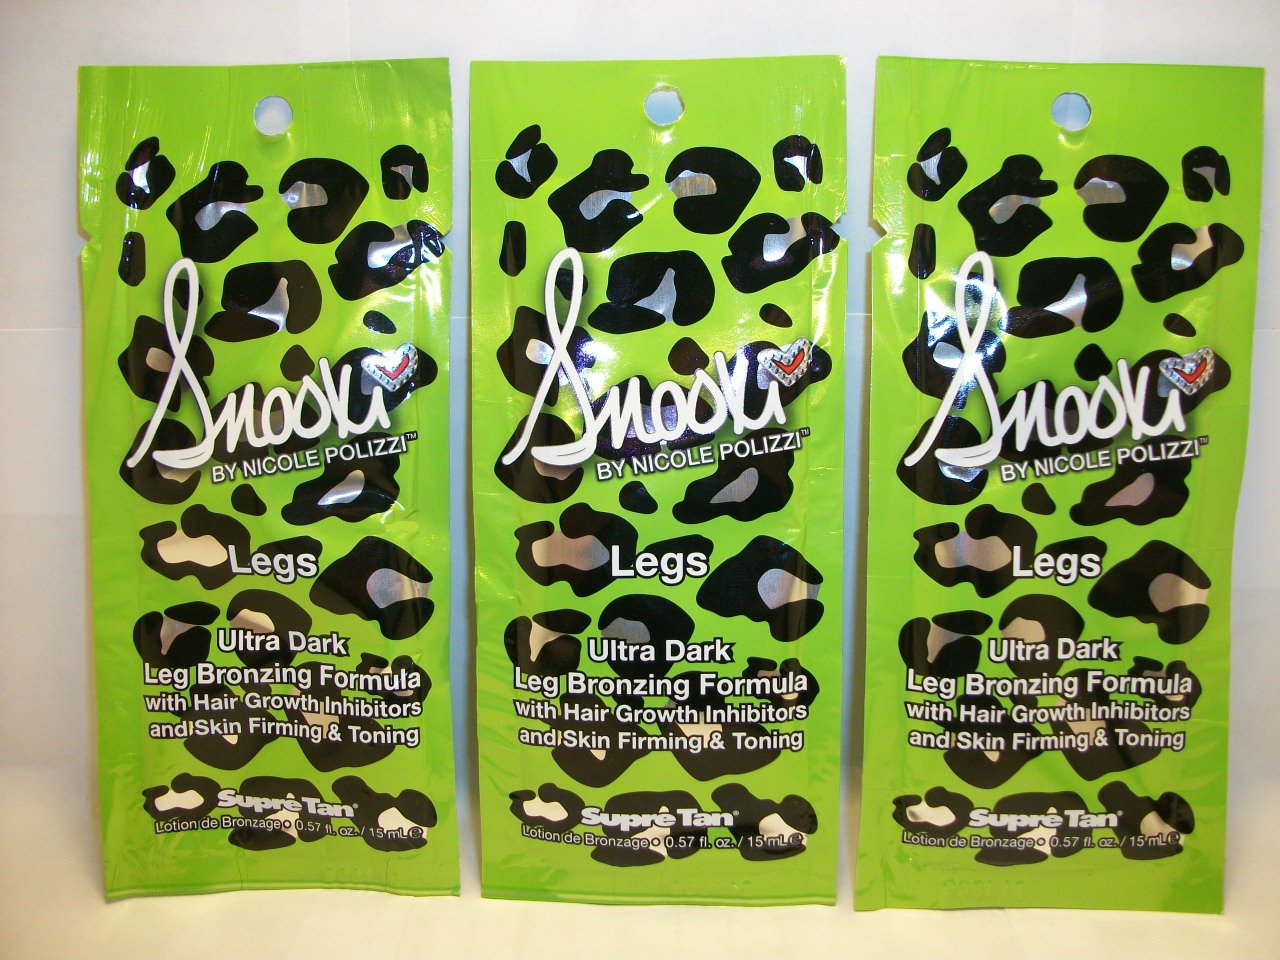 Snooki
BY NICOLE POLIZZI™
Legs
Ultra Dark
Leg Bronzing Formula
with Hair Growth Inhibitors
and Skin Firming & Toning
Supré Tan®
Lotion de Bronzage • 0.57 fl. oz. / 15 mL ℮
Snooki
BY NICOLE POLIZZI™
Legs
Ultra Dark
Leg Bronzing Formula
with Hair Growth Inhibitors
and Skin Firming & Toning
Supré Tan®
Lotion de Bronzage • 0.57 fl. oz. / 15 mL ℮
Snooki
BY NICOLE POLIZZI™
Legs
Ultra Dark
Leg Bronzing Formula
with Hair Growth Inhibitors
and Skin Firming & Toning
Supré Tan®
Lotion de Bronzage • 0.57 fl. oz. / 15 mL ℮